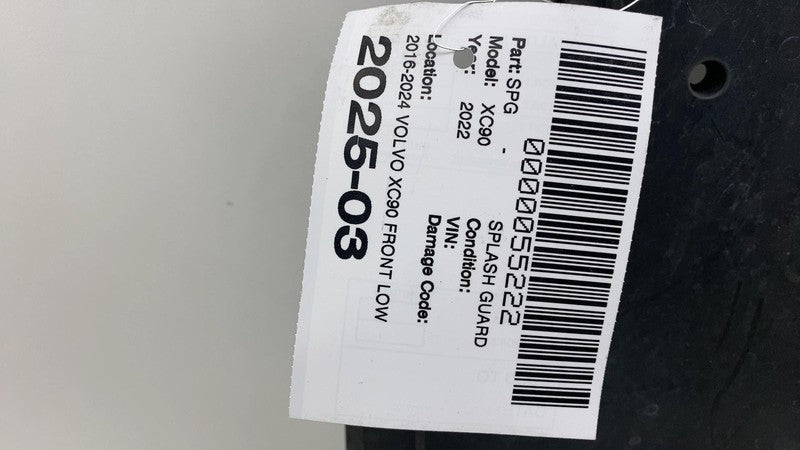 0000055222
Part: SPG - SPLASH GUARD
Model: XC90 Condition:
Year: 2022 VIN:
Location: Damage Code:
2016-2024 VOLVO XC90 FRONT LOW
2025-03